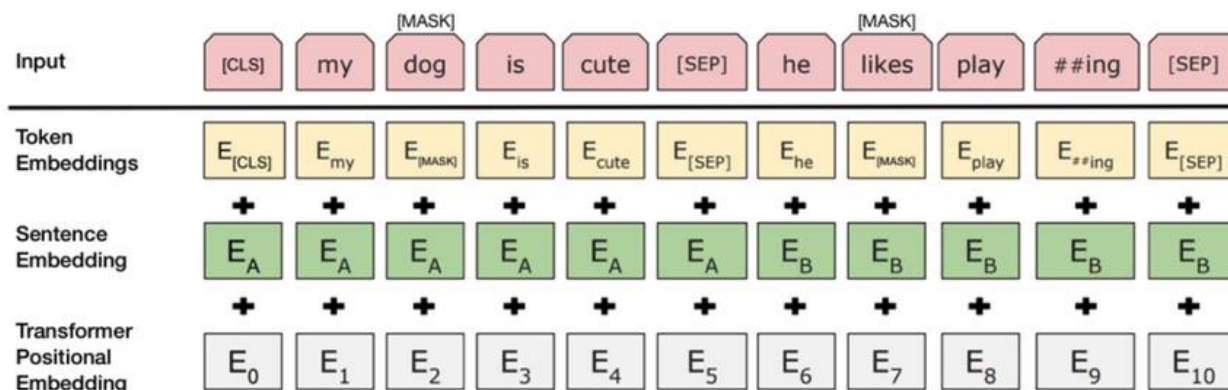 [MASK] [MASK]
Input [CLS] my dog is cute [SEP] he likes play ##ing [SEP]
Token Embeddings E[CLS] Emy E[MASK] Eis Ecute E[SEP] Ehe E[MASK] Eplay E##ing E[SEP]
+ + + + + + + + + + +
Sentence Embedding EA EA EA EA EA EA EB EB EB EB EB
+ + + + + + + + + + +
Transformer Positional Embedding E0 E1 E2 E3 E4 E5 E6 E7 E8 E9 E10